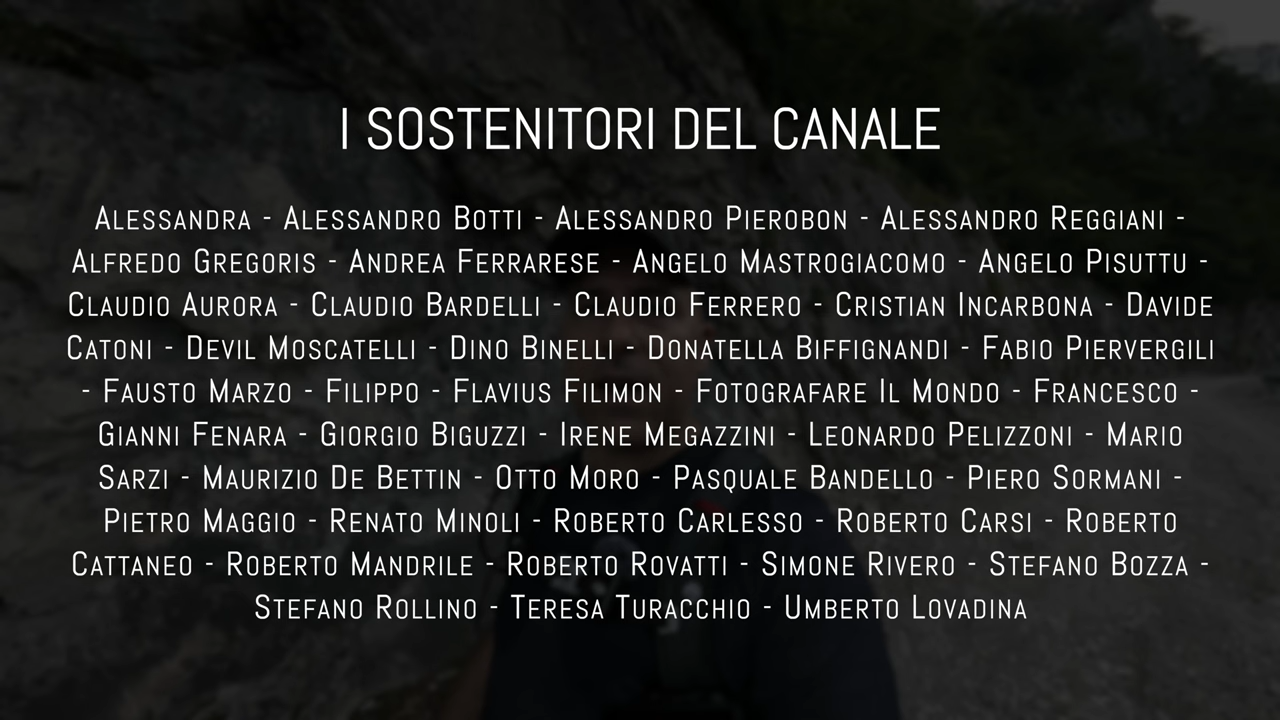 I SOSTENITORI DEL CANALE
ALESSANDRA - ALESSANDRO BOTTI - ALESSANDRO PIEROBON - ALESSANDRO REGGIANI -
ALFREDO GREGORIS - ANDREA FERRARESE - ANGELO MASTROGIACOMO - ANGELO PISUTTU -
CLAUDIO AURORA - CLAUDIO BARDELLI - CLAUDIO FERRERO - CRISTIAN INCARBONA - DAVIDE
CATONI - DEVIL MOSCATELLI - DINO BINELLI - DONATELLA BIFFIGNANDI - FABIO PIERVERGILI
- FAUSTO MARZO - FILIPPO - FLAVIUS FILIMON - FOTOGRAFARE IL MONDO - FRANCESCO -
GIANNI FENARA - GIORGIO BIGUZZI - IRENE MEGAZZINI - LEONARDO PELIZZONI - MARIO
SARZI - MAURIZIO DE BETTIN - OTTO MORO - PASQUALE BANDELLO - PIERO SORMANI -
PIETRO MAGGIO - RENATO MINOLI - ROBERTO CARLESSO - ROBERTO CARSI - ROBERTO
CATTANEO - ROBERTO MANDRILE - ROBERTO ROVATTI - SIMONE RIVERO - STEFANO BOZZA -
STEFANO ROLLINO - TERESA TURACCHIO - UMBERTO LOVADINA